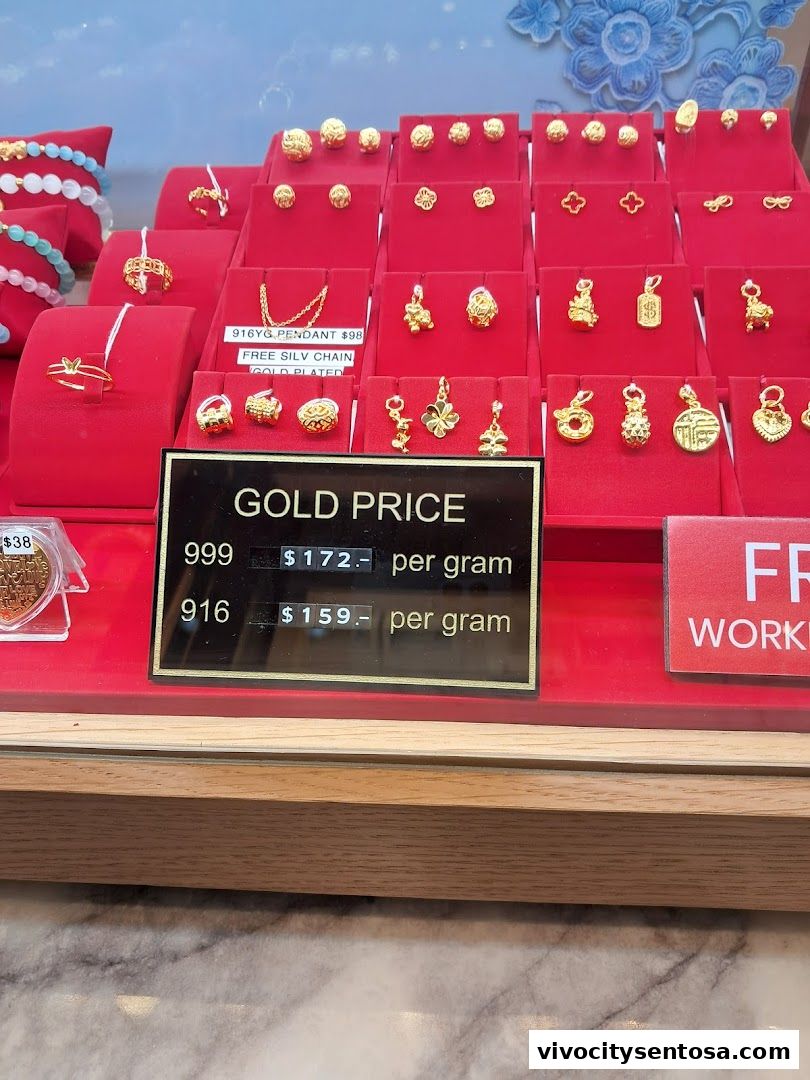 916YG PENDANT $98
FREE SILV CHAIN
GOLD PLATED
$38
GOLD PRICE
999 $172.- per gram
916 $159.- per gram
FR
WORK
vivocitysentosa.com